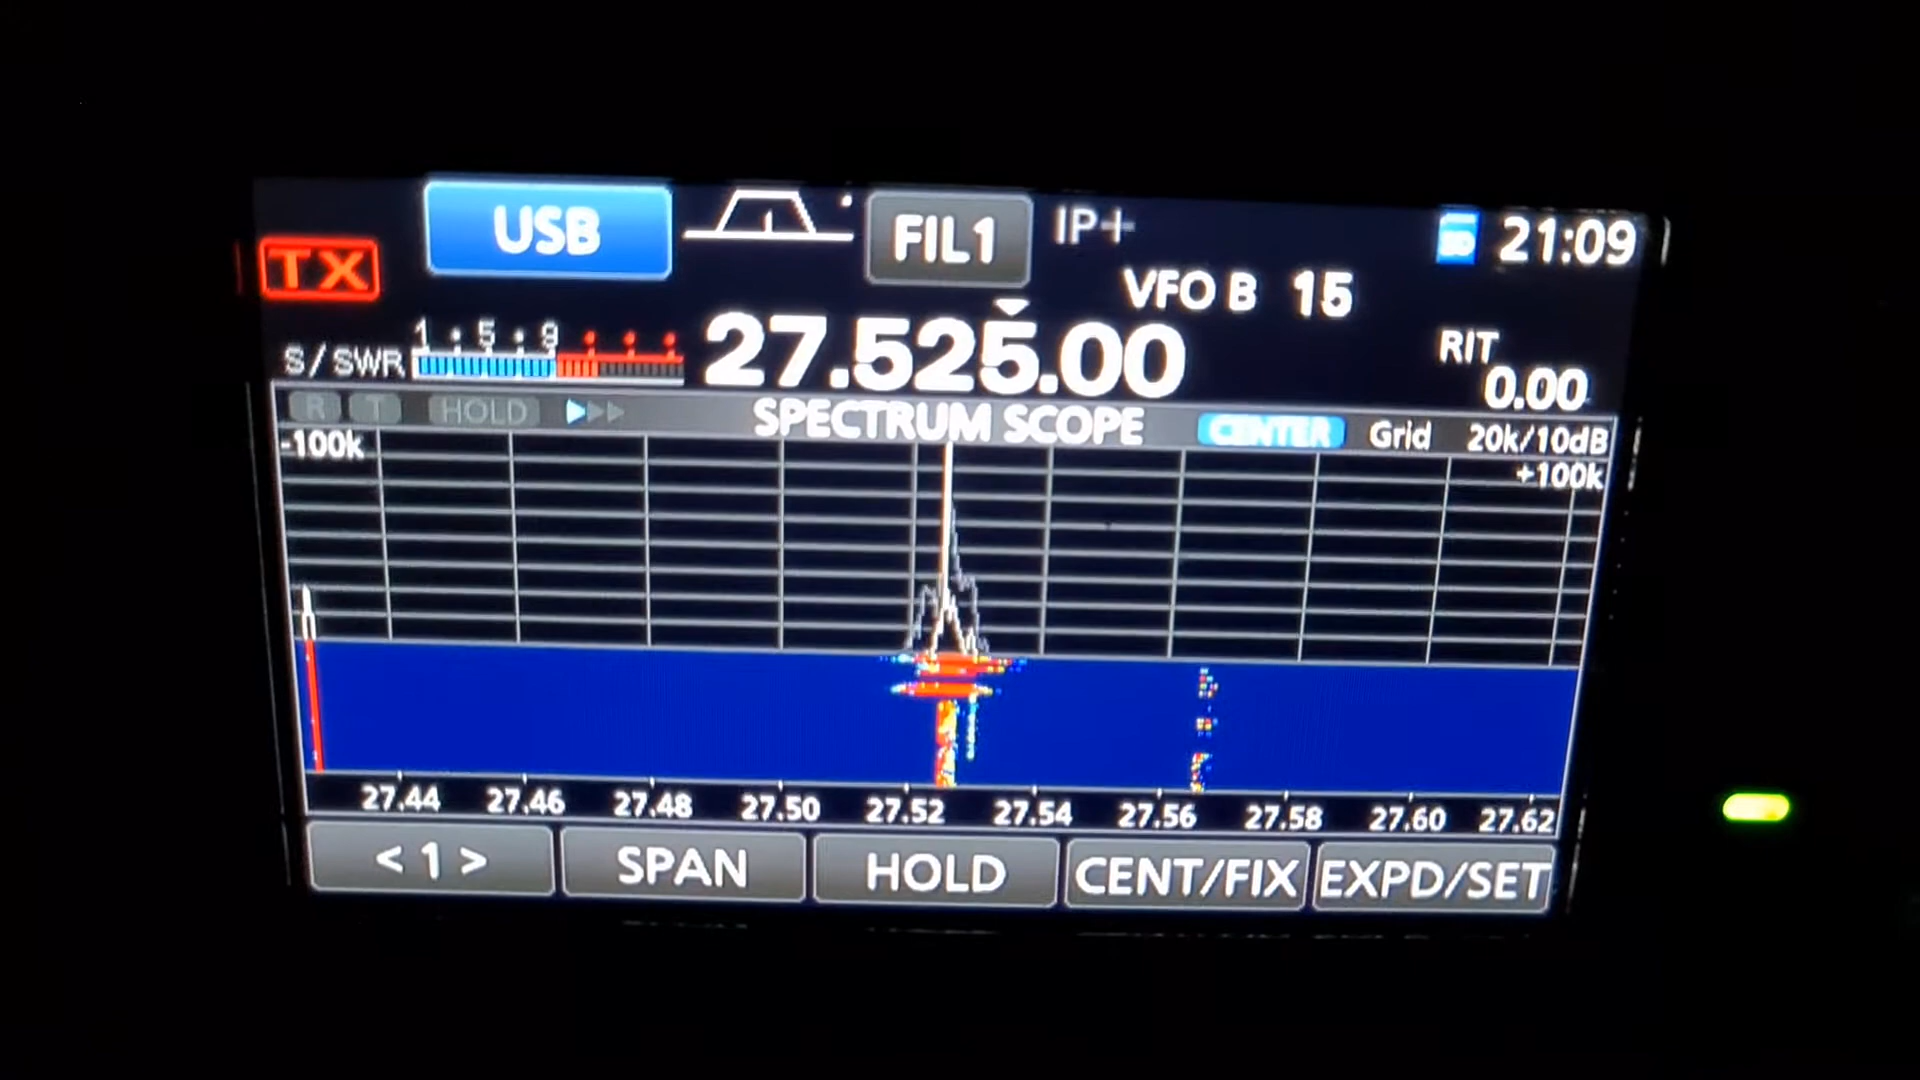 USB FIL1 IP+ SD 21:09
TX
VFO B 15
S/SWR 1 5 9 27.525.00 RIT
0.00
R T HOLD SPECTRUM SCOPE CENTER Grid 20k/10dB
-100k +100k
27.44 27.46 27.48 27.50 27.52 27.54 27.56 27.58 27.60 27.62
< 1 > SPAN HOLD CENT/FIX EXPD/SET